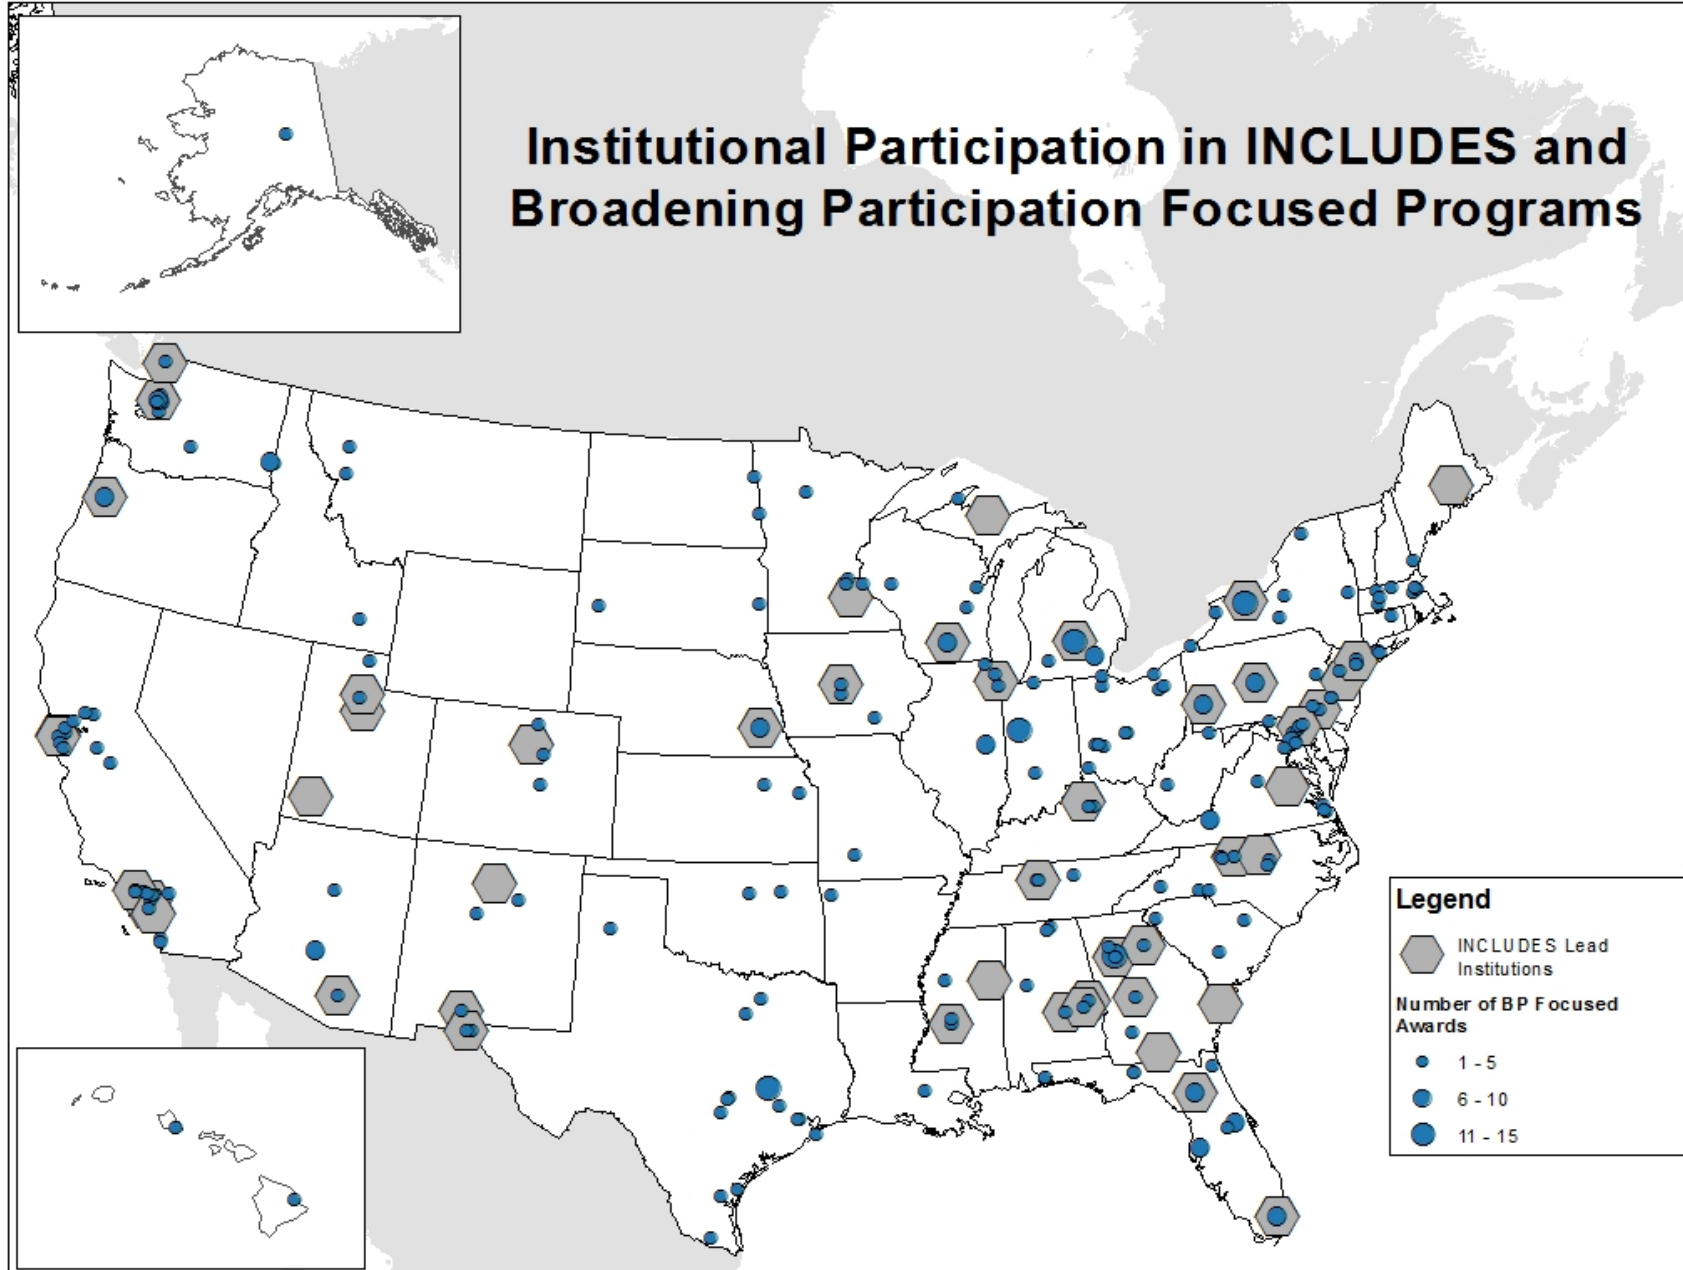 Institutional Participation in INCLUDES and
Broadening Participation Focused Programs
Legend
INCLUDES Lead
Institutions
Number of BP Focused
Awards
1 - 5
6 - 10
11 - 15